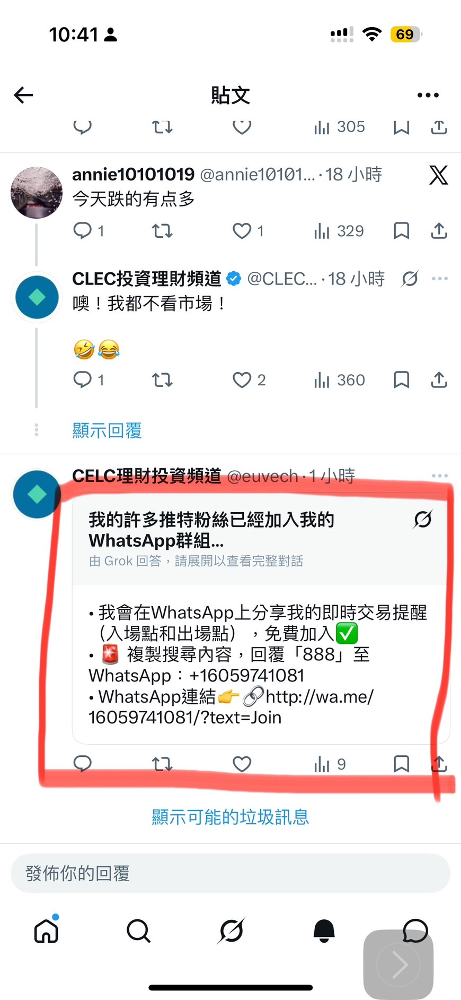 10:41
69
貼文
305
annie10101019 @annie10101... · 18 小時
今天跌的有点多
1 1 329
CLEC投資理財頻道 @CLEC... · 18 小時
噢！我都不看市場！
🤣😂
1 2 360
顯示回覆
CELC理財投資頻道 @euvech · 1 小時
我的許多推特粉絲已經加入我的
WhatsApp群組...
由 Grok 回答，請展開以查看完整對話
• 我會在WhatsApp上分享我的即時交易提醒
（入場點和出場點），免費加入✅
• 🚨 複製搜尋內容，回覆「888」至
WhatsApp：+16059741081
• WhatsApp連結👉🔗http://wa.me/
16059741081/?text=Join
9
顯示可能的垃圾訊息
發佈你的回覆